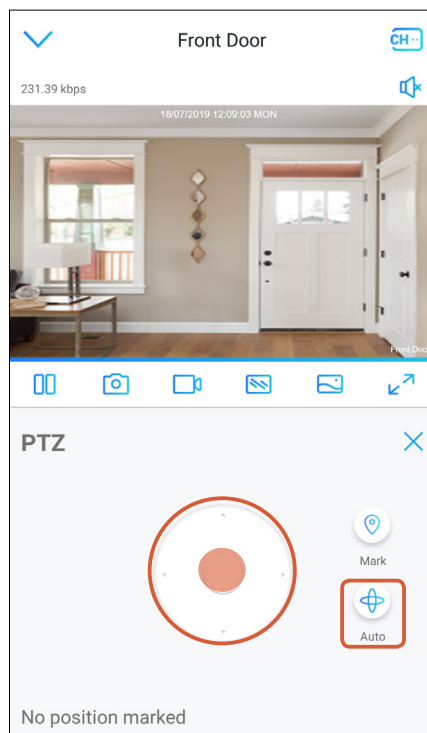 Front Door
CH
231.39 kbps
18/07/2019 12:09:03 MON
Front Doo
PTZ
Mark
Auto
No position marked